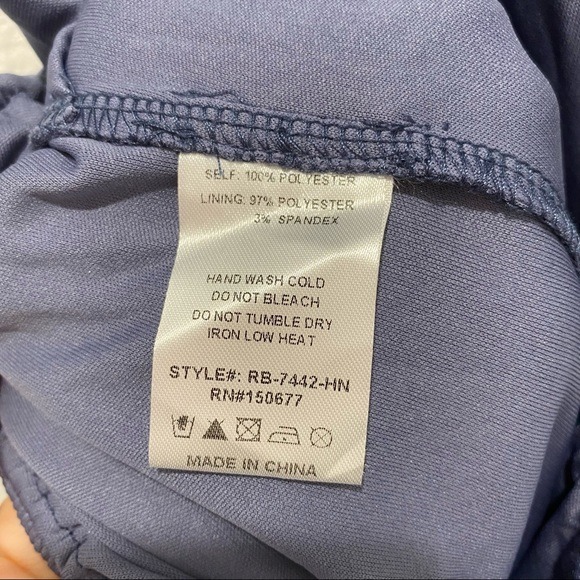 SELF: 100% POLYESTER
LINING: 97% POLYESTER
3% SPANDEX
HAND WASH COLD
DO NOT BLEACH
DO NOT TUMBLE DRY
IRON LOW HEAT
STYLE#: RB-7442-HN
RN#150677
MADE IN CHINA